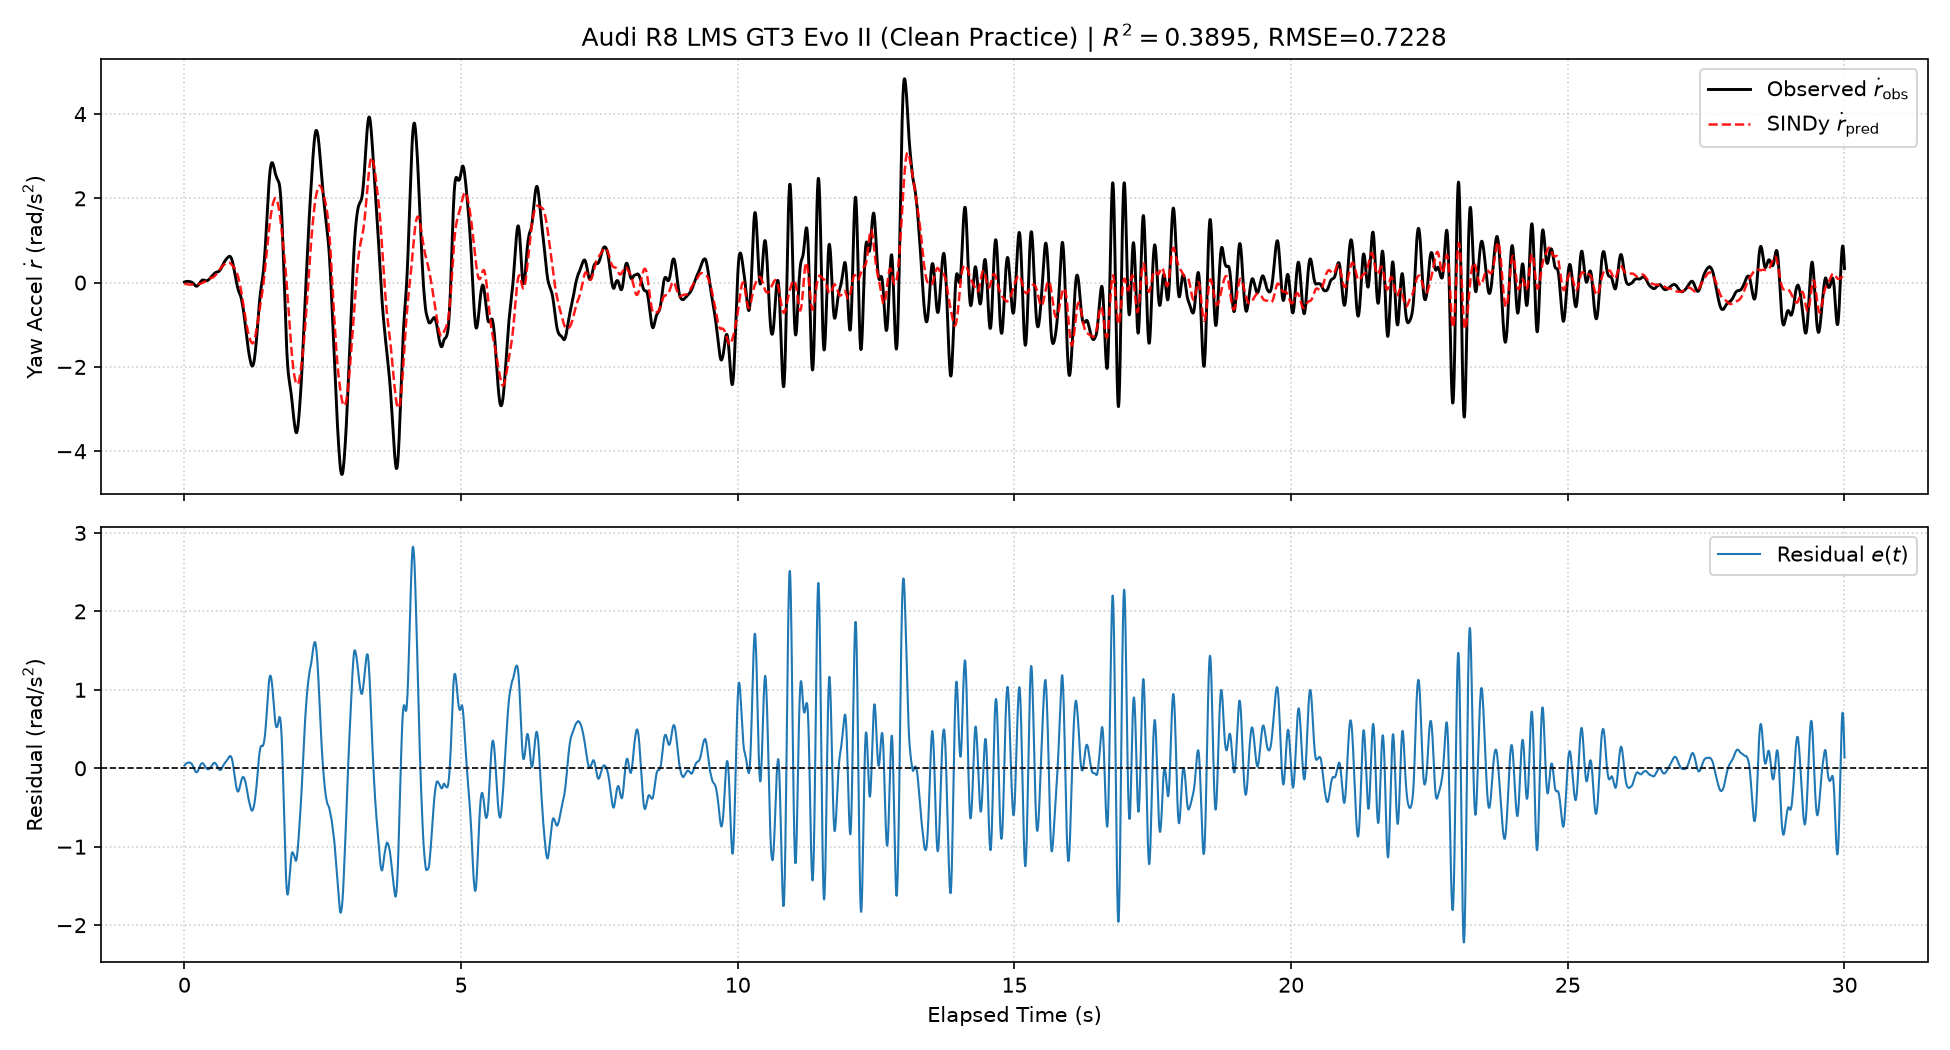 Audi R8 LMS GT3 Evo II (Clean Practice) | R² = 0.3895, RMSE=0.7228
Observed ṙobs
SINDy ṙpred
Yaw Accel ṙ (rad/s²)
4
2
0
−2
−4
Residual e(t)
Residual (rad/s²)
3
2
1
0
−1
−2
0 5 10 15 20 25 30
Elapsed Time (s)